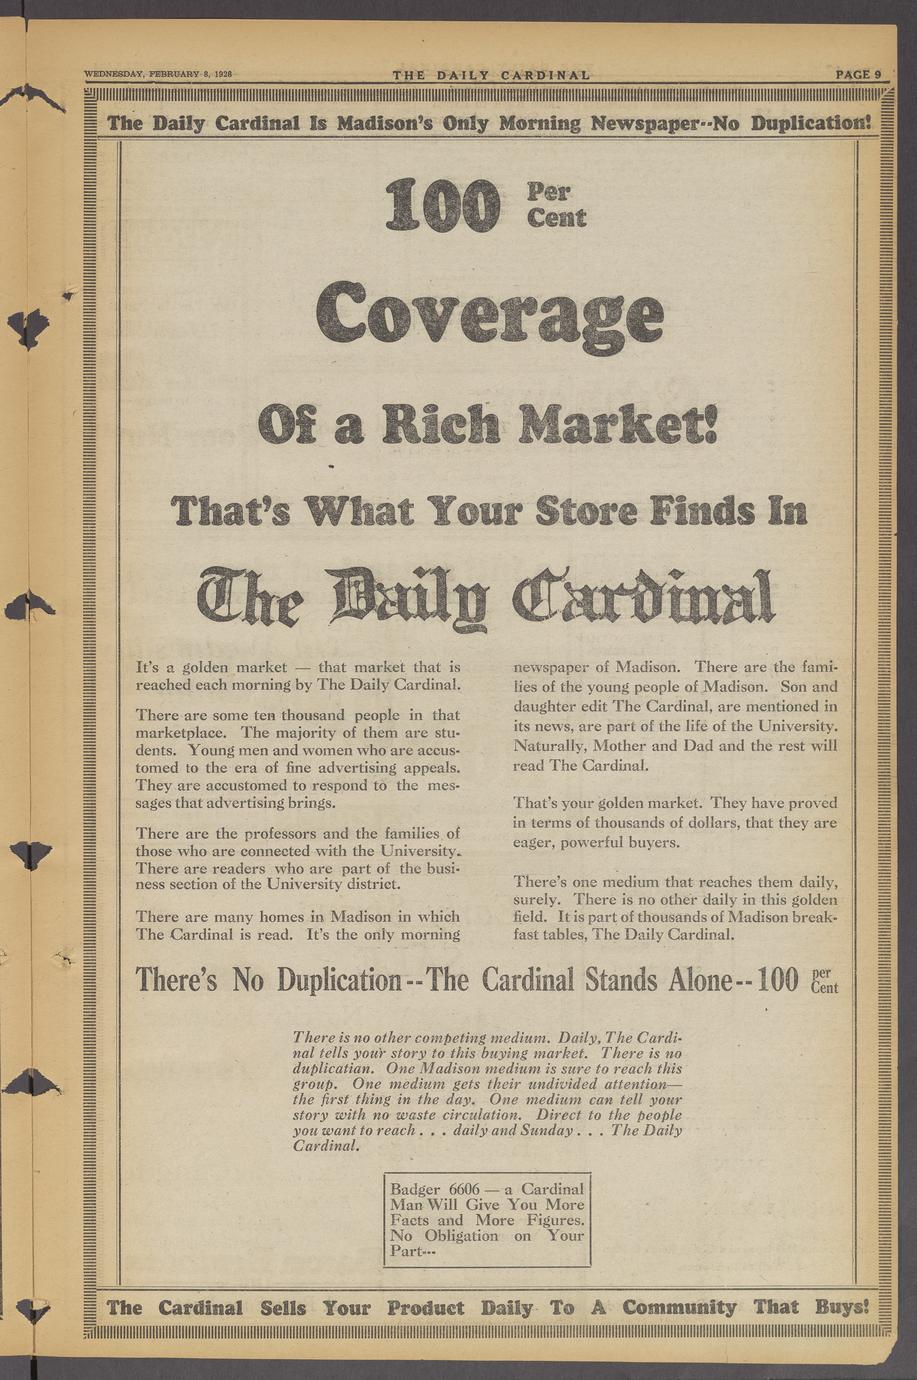 WEDNESDAY, FEBRUARY 8, 1928
THE DAILY CARDINAL
PAGE 9
The Daily Cardinal Is Madison's Only Morning Newspaper--No Duplication!
100 Per
Cent
Coverage
Of a Rich Market!
That's What Your Store Finds In
The Daily Cardinal
It's a golden market — that market that is
reached each morning by The Daily Cardinal.
There are some ten thousand people in that
marketplace. The majority of them are stu-
dents. Young men and women who are accus-
tomed to the era of fine advertising appeals.
They are accustomed to respond to the mes-
sages that advertising brings.
There are the professors and the families of
those who are connected with the University.
There are readers who are part of the busi-
ness section of the University district.
There are many homes in Madison in which
The Cardinal is read. It's the only morning
newspaper of Madison. There are the fami-
lies of the young people of Madison. Son and
daughter edit The Cardinal, are mentioned in
its news, are part of the life of the University.
Naturally, Mother and Dad and the rest will
read The Cardinal.
That's your golden market. They have proved
in terms of thousands of dollars, that they are
eager, powerful buyers.
There's one medium that reaches them daily,
surely. There is no other daily in this golden
field. It is part of thousands of Madison break-
fast tables, The Daily Cardinal.
There's No Duplication--The Cardinal Stands Alone--100 per
Cent
There is no other competing medium. Daily, The Cardi-
nal tells your story to this buying market. There is no
duplicatian. One Madison medium is sure to reach this
group. One medium gets their undivided attention—
the first thing in the day. One medium can tell your
story with no waste circulation. Direct to the people
you want to reach . . . daily and Sunday . . . The Daily
Cardinal.
Badger 6606 — a Cardinal
Man Will Give You More
Facts and More Figures.
No Obligation on Your
Part---
The Cardinal Sells Your Product Daily To A Community That Buys!